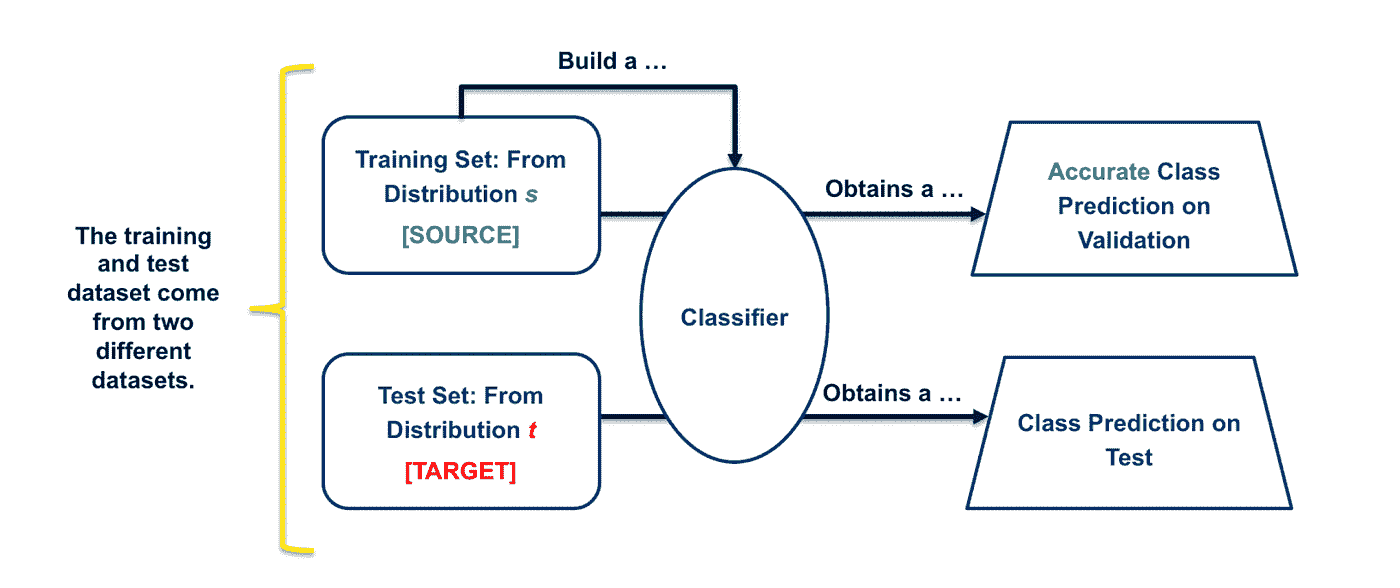 Build a …
Training Set: From
Distribution s
[SOURCE]
Obtains a …
Accurate Class
Prediction on
Validation
The training
and test
dataset come
from two
different
datasets.
Classifier
Test Set: From
Distribution t
[TARGET]
Obtains a …
Class Prediction on
Test